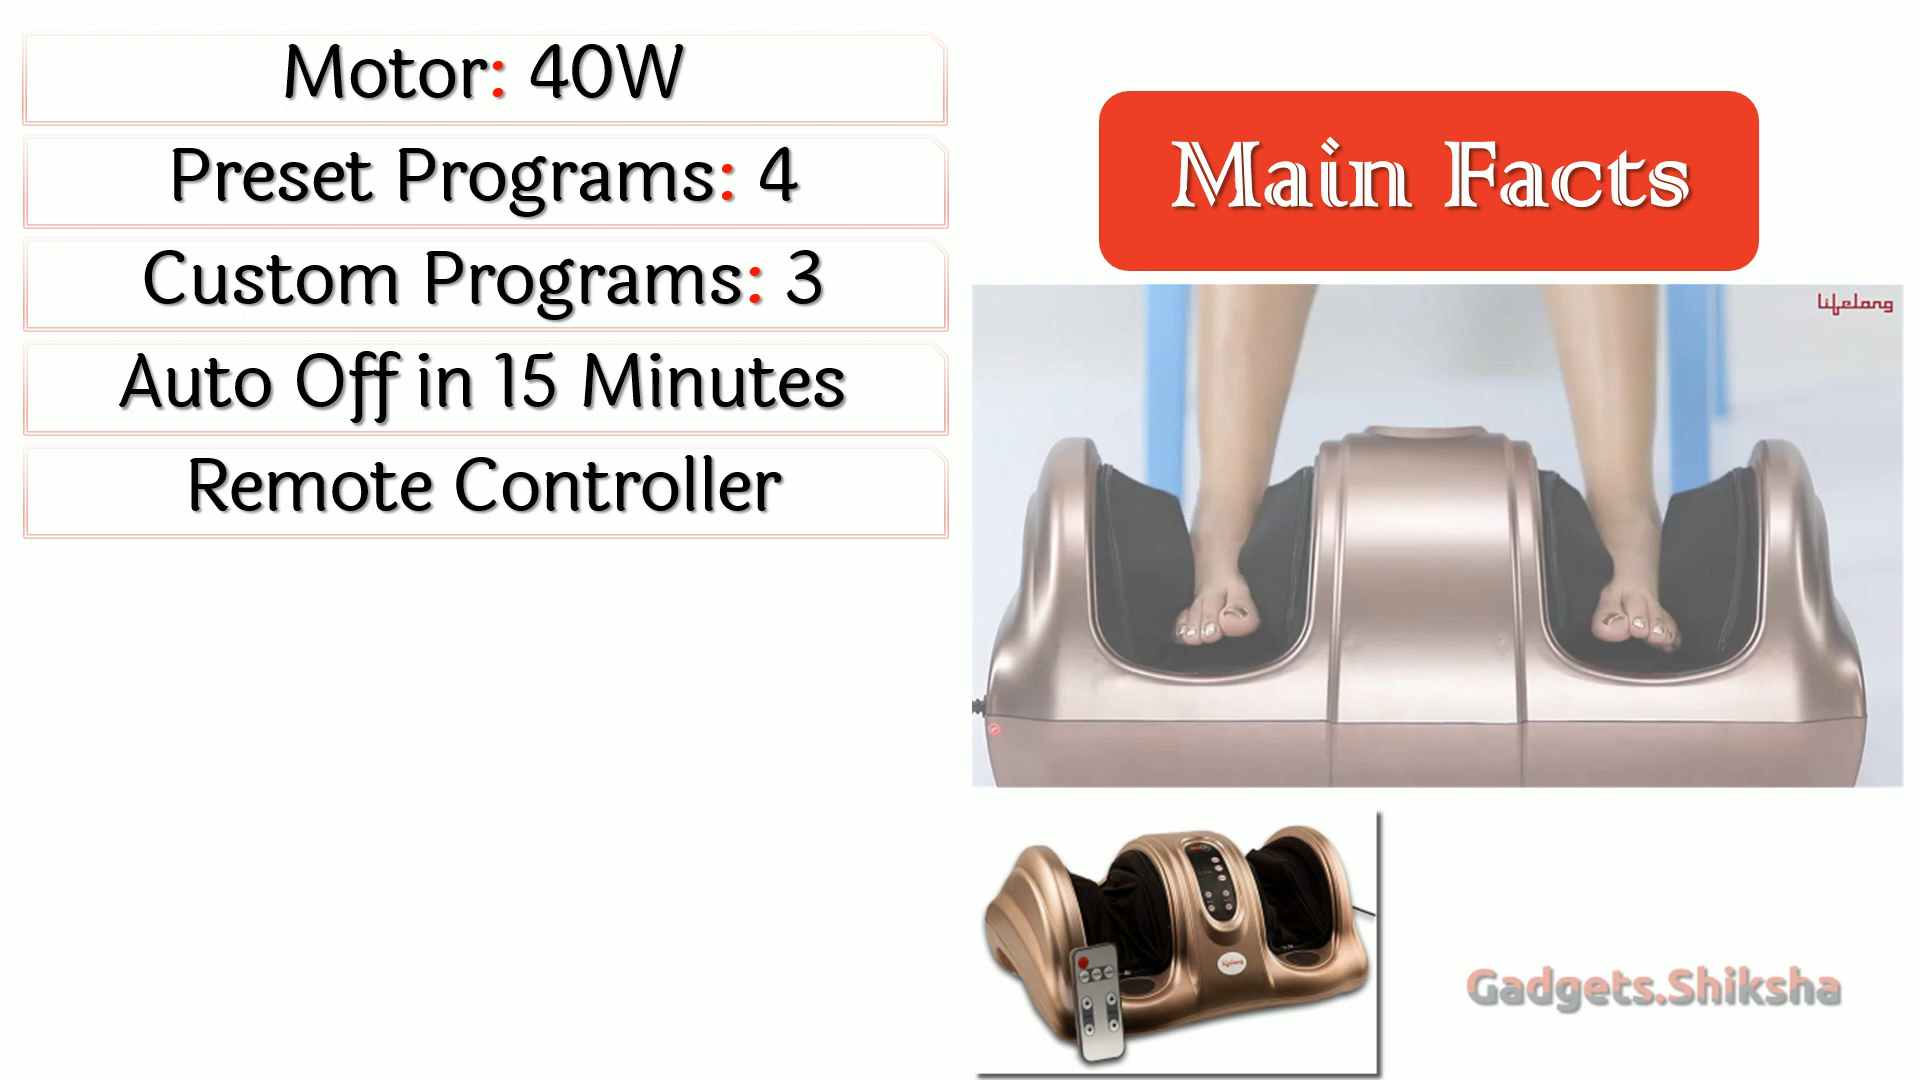 Motor: 40W
Preset Programs: 4
Custom Programs: 3
Auto Off in 15 Minutes
Remote Controller
Main Facts
lifelong
lifelong
Gadgets.Shiksha